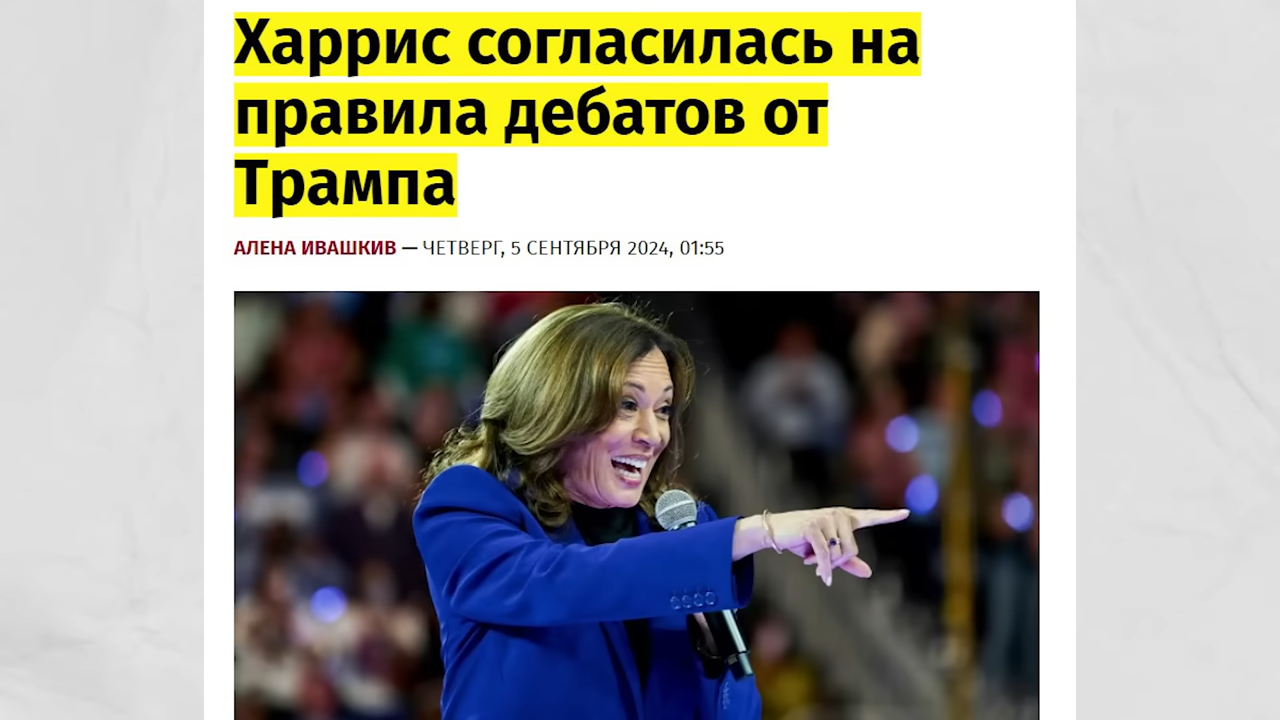 Харрис согласилась на
правила дебатов от
Трампа
АЛЕНА ИВАШКИВ — ЧЕТВЕРГ, 5 СЕНТЯБРЯ 2024, 01:55